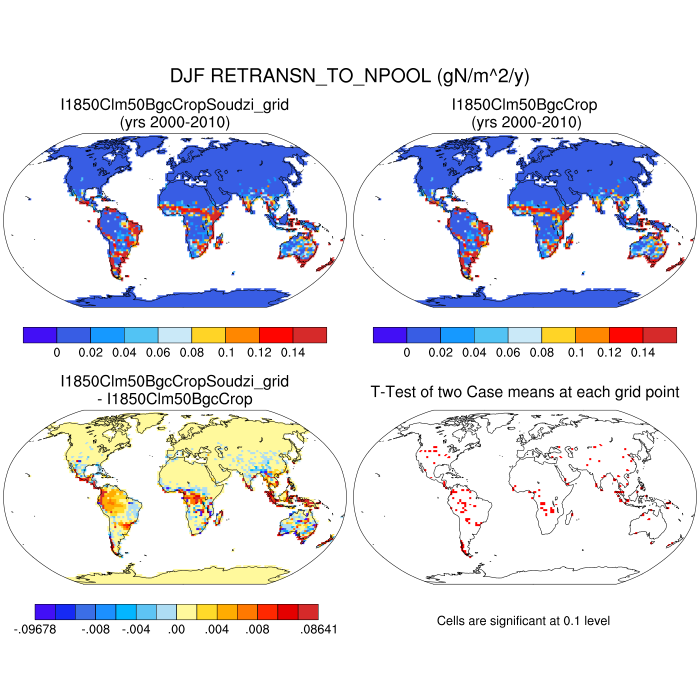 DJF RETRANSN_TO_NPOOL (gN/m^2/y)
I1850Clm50BgcCropSoudzi_grid
(yrs 2000-2010)
I1850Clm50BgcCrop
(yrs 2000-2010)
0 0.02 0.04 0.06 0.08 0.1 0.12 0.14
0 0.02 0.04 0.06 0.08 0.1 0.12 0.14
I1850Clm50BgcCropSoudzi_grid
- I1850Clm50BgcCrop
T-Test of two Case means at each grid point
-.09678 -.008 -.004 .00 .004 .008 .08641
Cells are significant at 0.1 level